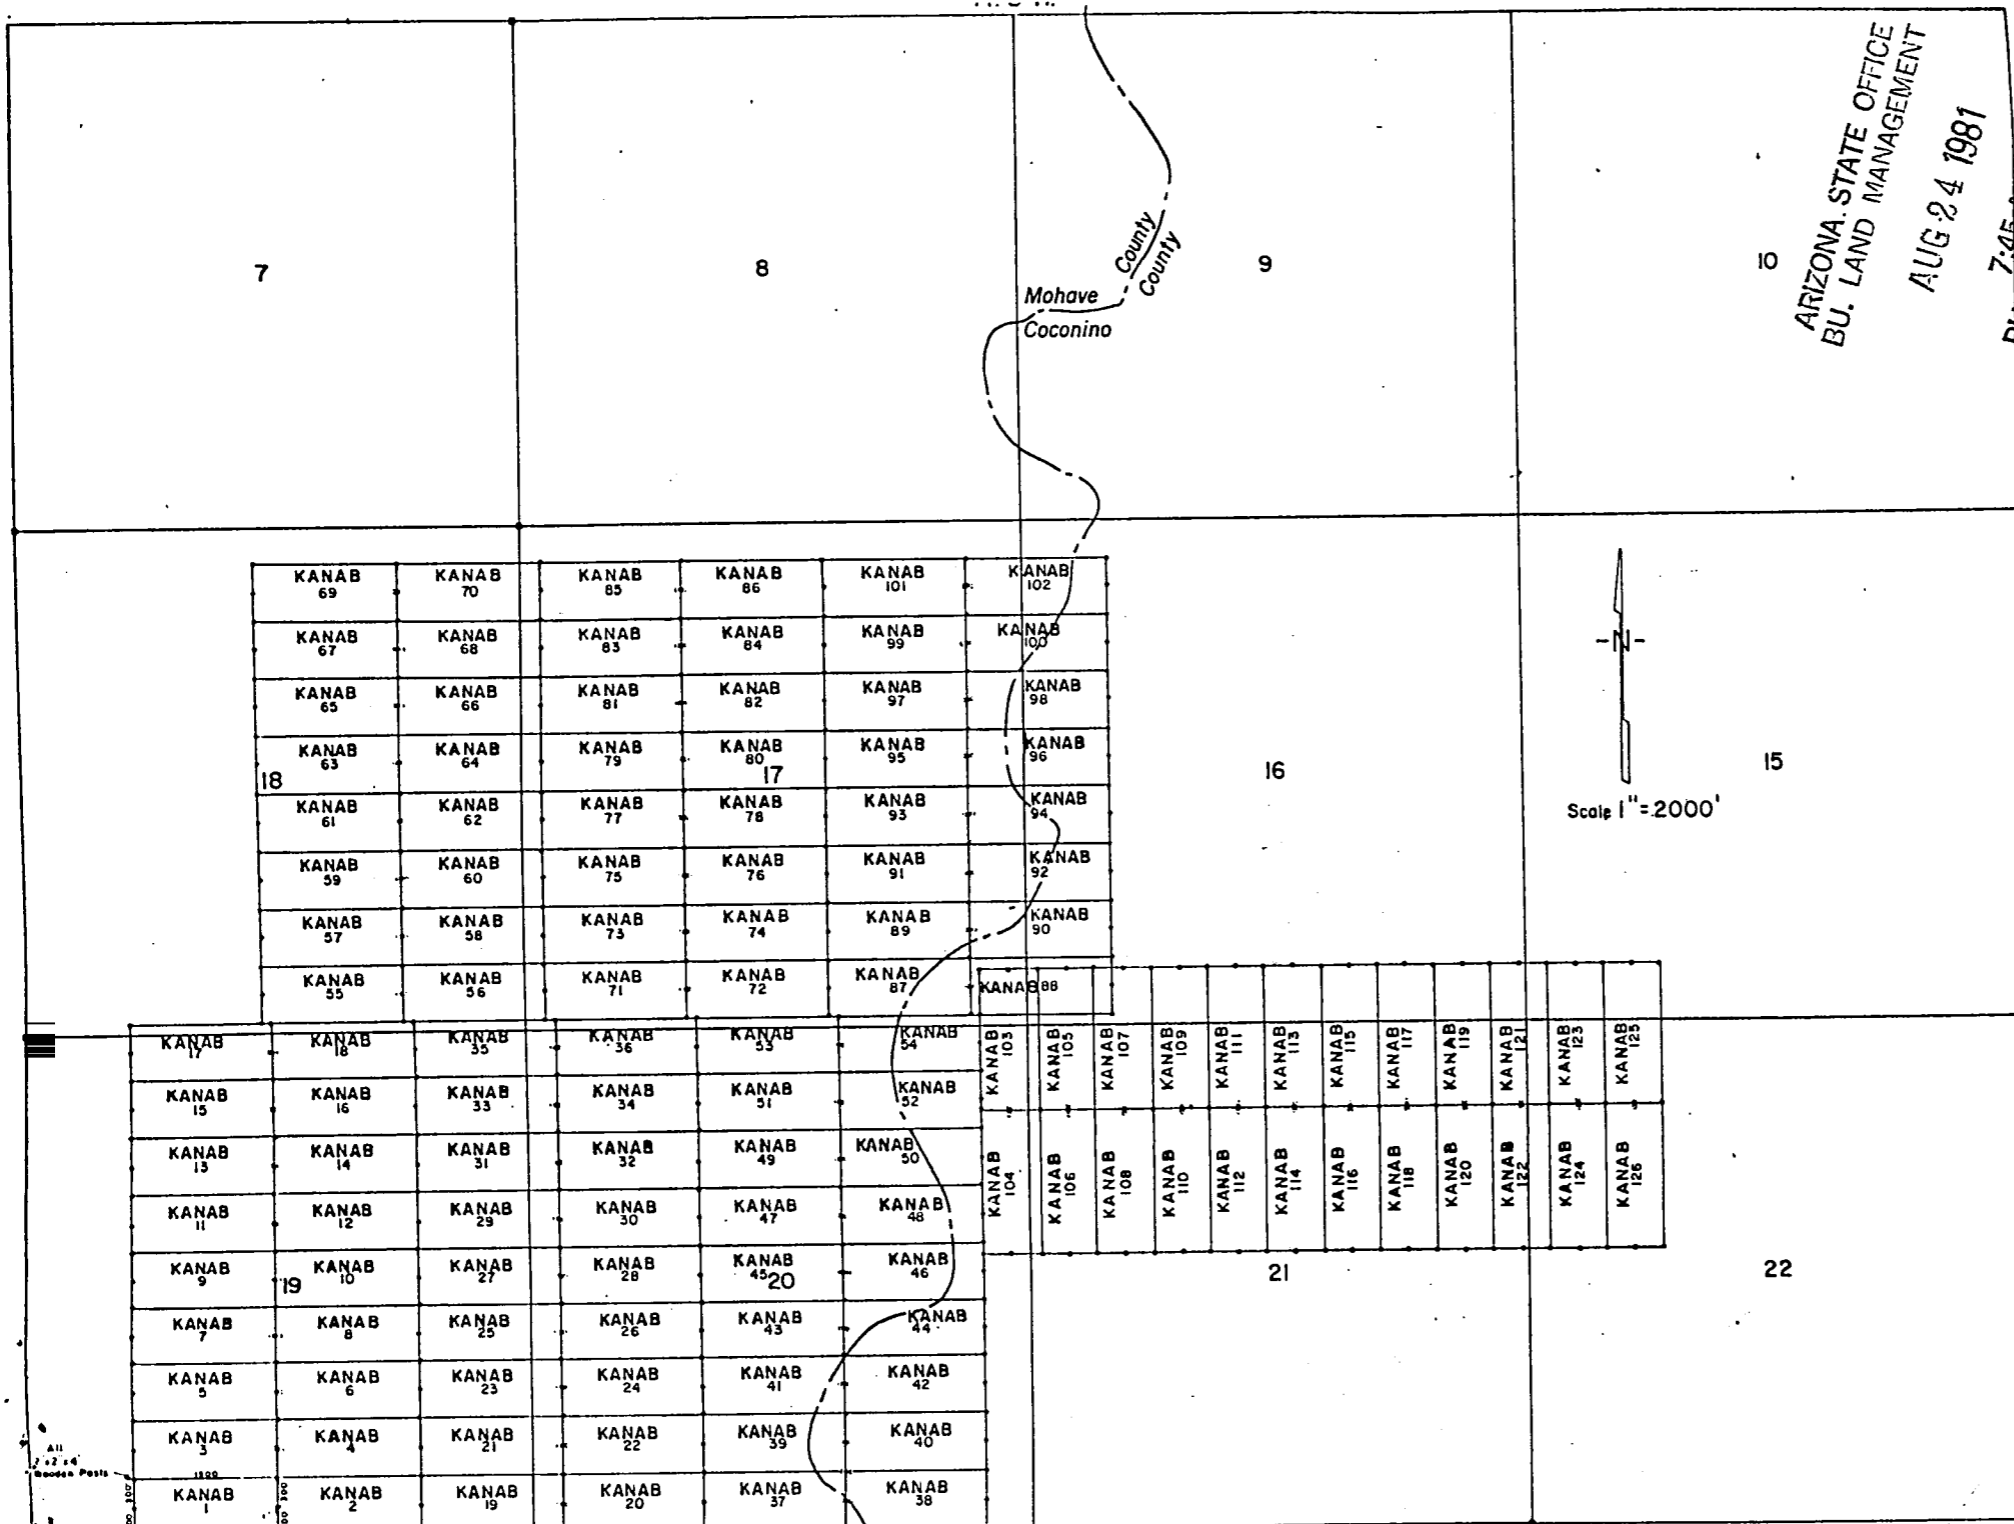 ARIZONA STATE OFFICE
BU. LAND MANAGEMENT
AUG 24 1981
7 8 9 10
County
County
Mohave
Coconino
KANAB 69 KANAB 70 KANAB 85 KANAB 86 KANAB 101 KANAB 102
KANAB 67 KANAB 68 KANAB 83 KANAB 84 KANAB 99 KANAB 100
-N-
KANAB 65 KANAB 66 KANAB 81 KANAB 82 KANAB 97 KANAB 98
KANAB 63 KANAB 64 KANAB 79 KANAB 80 KANAB 95 KANAB 96
18 17 16 15
Scale 1"=2000'
KANAB 61 KANAB 62 KANAB 77 KANAB 78 KANAB 93 KANAB 94
KANAB 59 KANAB 60 KANAB 75 KANAB 76 KANAB 91 KANAB 92
KANAB 57 KANAB 58 KANAB 73 KANAB 74 KANAB 89 KANAB 90
KANAB 55 KANAB 56 KANAB 71 KANAB 72 KANAB 87 KANAB 88
KANAB 17 KANAB 18 KANAB 35 KANAB 36 KANAB 53 KANAB 54
KANAB 103 KANAB 105 KANAB 107 KANAB 109 KANAB 111 KANAB 113 KANAB 115 KANAB 117 KANAB 119 KANAB 121 KANAB 123 KANAB 125
KANAB 15 KANAB 16 KANAB 33 KANAB 34 KANAB 51 KANAB 52
KANAB 13 KANAB 14 KANAB 31 KANAB 32 KANAB 49 KANAB 50
KANAB 104 KANAB 106 KANAB 108 KANAB 110 KANAB 112 KANAB 114 KANAB 116 KANAB 118 KANAB 120 KANAB 122 KANAB 124 KANAB 126
KANAB 11 KANAB 12 KANAB 29 KANAB 30 KANAB 47 KANAB 48
KANAB 9 KANAB 10 KANAB 27 KANAB 28 KANAB 45 KANAB 46
19 20 21 22
KANAB 7 KANAB 8 KANAB 25 KANAB 26 KANAB 43 KANAB 44
KANAB 5 KANAB 6 KANAB 23 KANAB 24 KANAB 41 KANAB 42
KANAB 3 KANAB 4 KANAB 21 KANAB 22 KANAB 39 KANAB 40
All
2"x2"x4'
Wooden Posts
1500
KANAB 1 KANAB 2 KANAB 19 KANAB 20 KANAB 37 KANAB 38
300 300